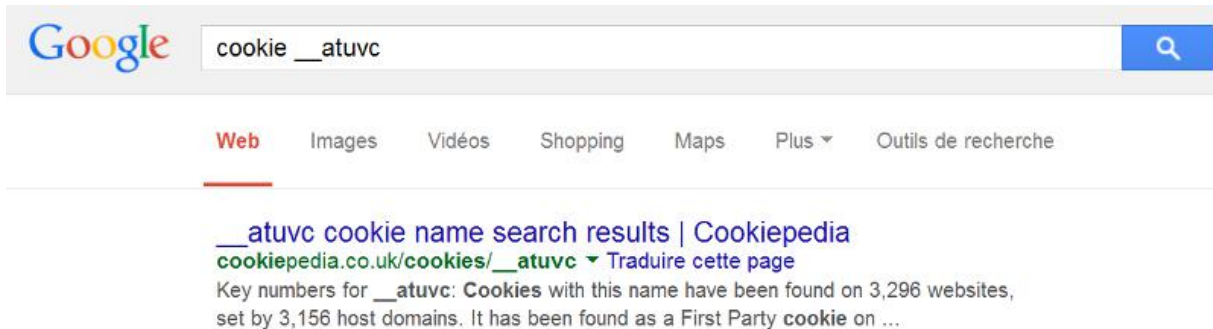 Google cookie __atuvc
Web Images Vidéos Shopping Maps Plus Outils de recherche
__atuvc cookie name search results | Cookiepedia
cookiepedia.co.uk/cookies/__atuvc Traduire cette page
Key numbers for __atuvc: Cookies with this name have been found on 3,296 websites,
set by 3,156 host domains. It has been found as a First Party cookie on ...